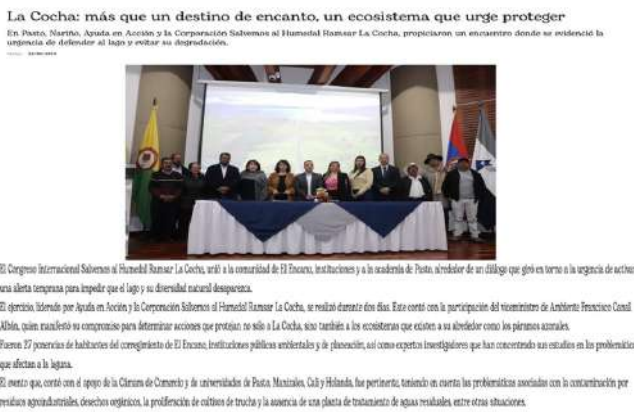 La Cocha: más que un destino de encanto, un ecosistema que urge proteger
En Pasto, Nariño, Ayuda en Acción y la Corporación Salvemos al Humedal Ramsar La Cocha, propiciaron un encuentro donde se evidenció la
urgencia de defender al lago y evitar su degradación.
El Congreso Internacional Salvemos al Humedal Ramsar La Cocha, unió a la comunidad de El Encano, instituciones y a la academia de Pasto, alrededor de un diálogo que giró en torno a la urgencia de activar
una alerta temprana para impedir que el lago y su diversidad natural desaparezca.
El ejercicio, liderado por Ayuda en Acción y la Corporación Salvemos al Humedal Ramsar La Cocha, se realizó durante dos días. Este contó con la participación del viceministro de Ambiente Francisco Canal
Albán, quien manifestó su compromiso para determinar acciones que protejan no solo a La Cocha, sino también a los ecosistemas que existen a su alrededor como los páramos azonales.
Fueron 27 ponencias de habitantes del corregimiento de El Encano, instituciones públicas ambientales y de planeación, así como expertos investigadores que han concentrado sus estudios en los problemáticas
que afectan a la laguna.
El evento que, contó con el apoyo de la Cámara de Comercio y de universidades de Pasto, Manizales, Cali y Holanda, fue pertinente, teniendo en cuenta las problemáticas asociadas con la contaminación por
residuos agroindustriales, desechos orgánicos, la proliferación de cultivos de trucha y la ausencia de una planta de tratamiento de aguas residuales, entre otras situaciones.